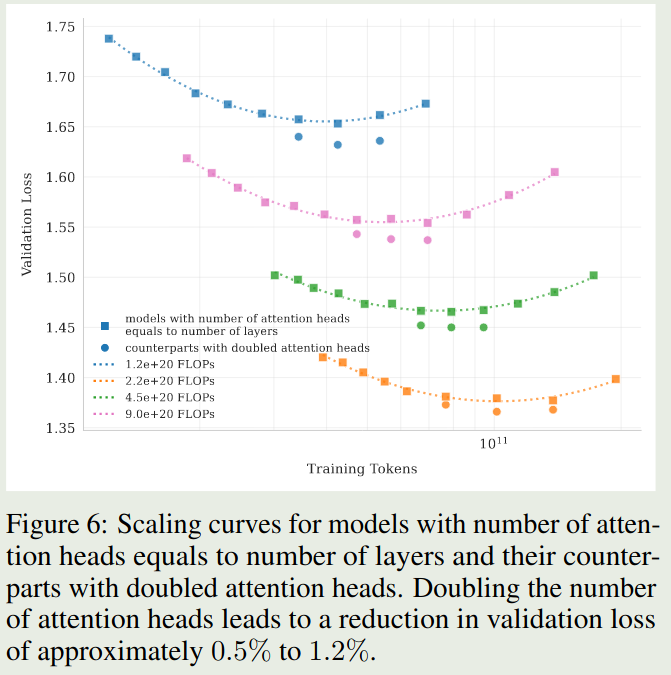 1.75
1.70
1.65
1.60
1.55
1.50
1.45
1.40
1.35
Validation Loss
models with number of attention heads
equals to number of layers
counterparts with doubled attention heads
1.2e+20 FLOPs
2.2e+20 FLOPs
4.5e+20 FLOPs
9.0e+20 FLOPs
10¹¹
Training Tokens
Figure 6: Scaling curves for models with number of atten-
tion heads equals to number of layers and their counter-
parts with doubled attention heads. Doubling the number
of attention heads leads to a reduction in validation loss
of approximately 0.5% to 1.2%.